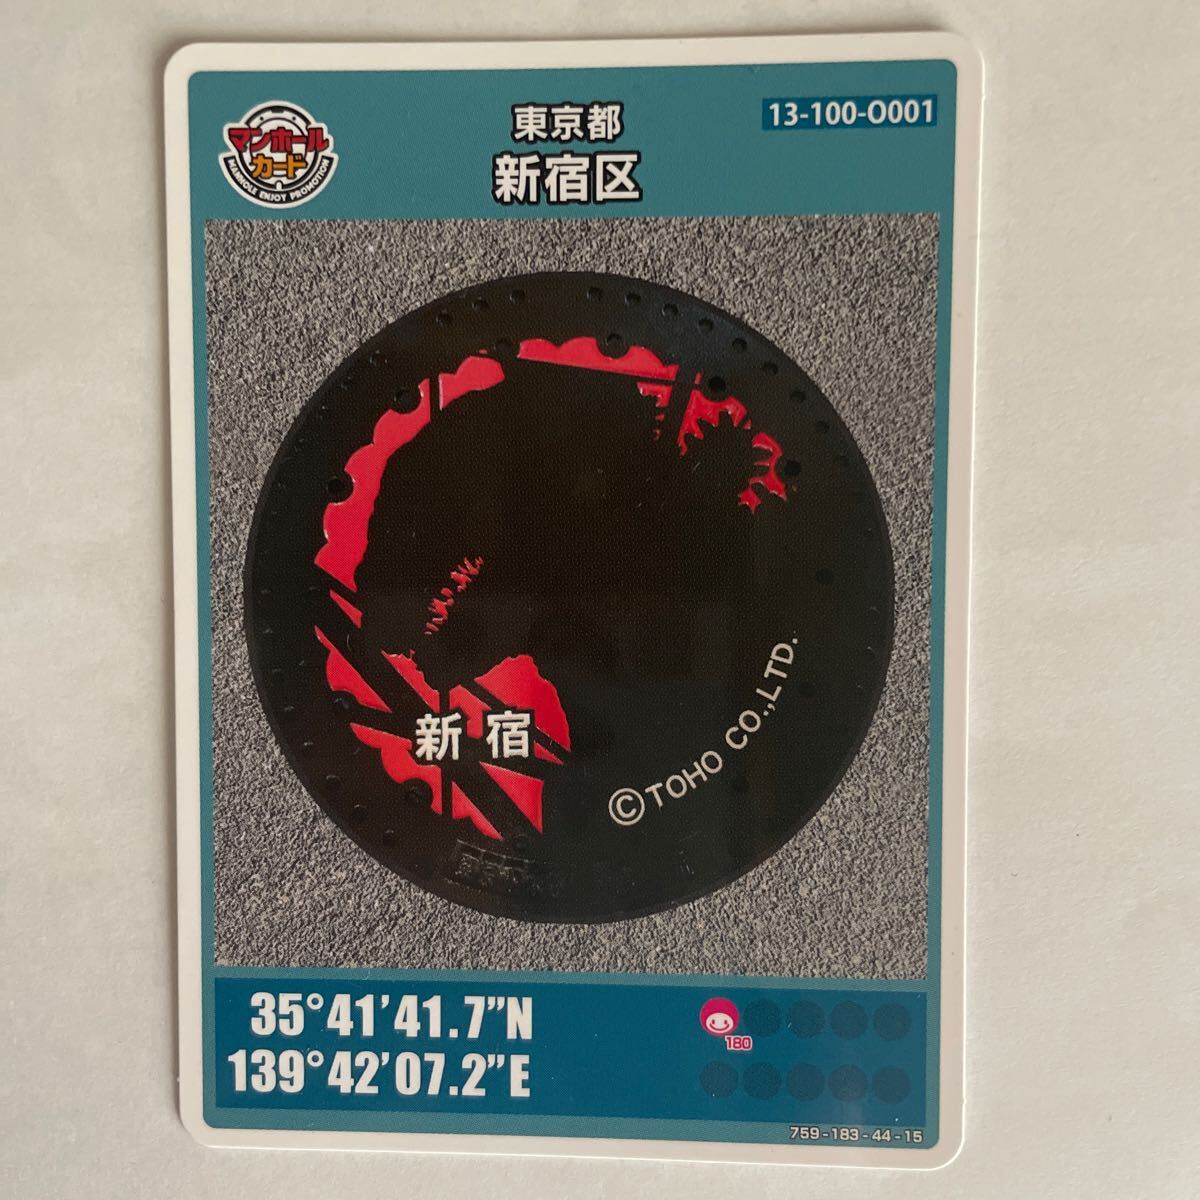 マンホール
カード
MANHOLE ENJOY PROMOTION
東京都
新宿区
13-100-O001
新宿
©TOHO CO.,LTD.
35°41’41.7”N
139°42’07.2”E
180
759-183-44-15